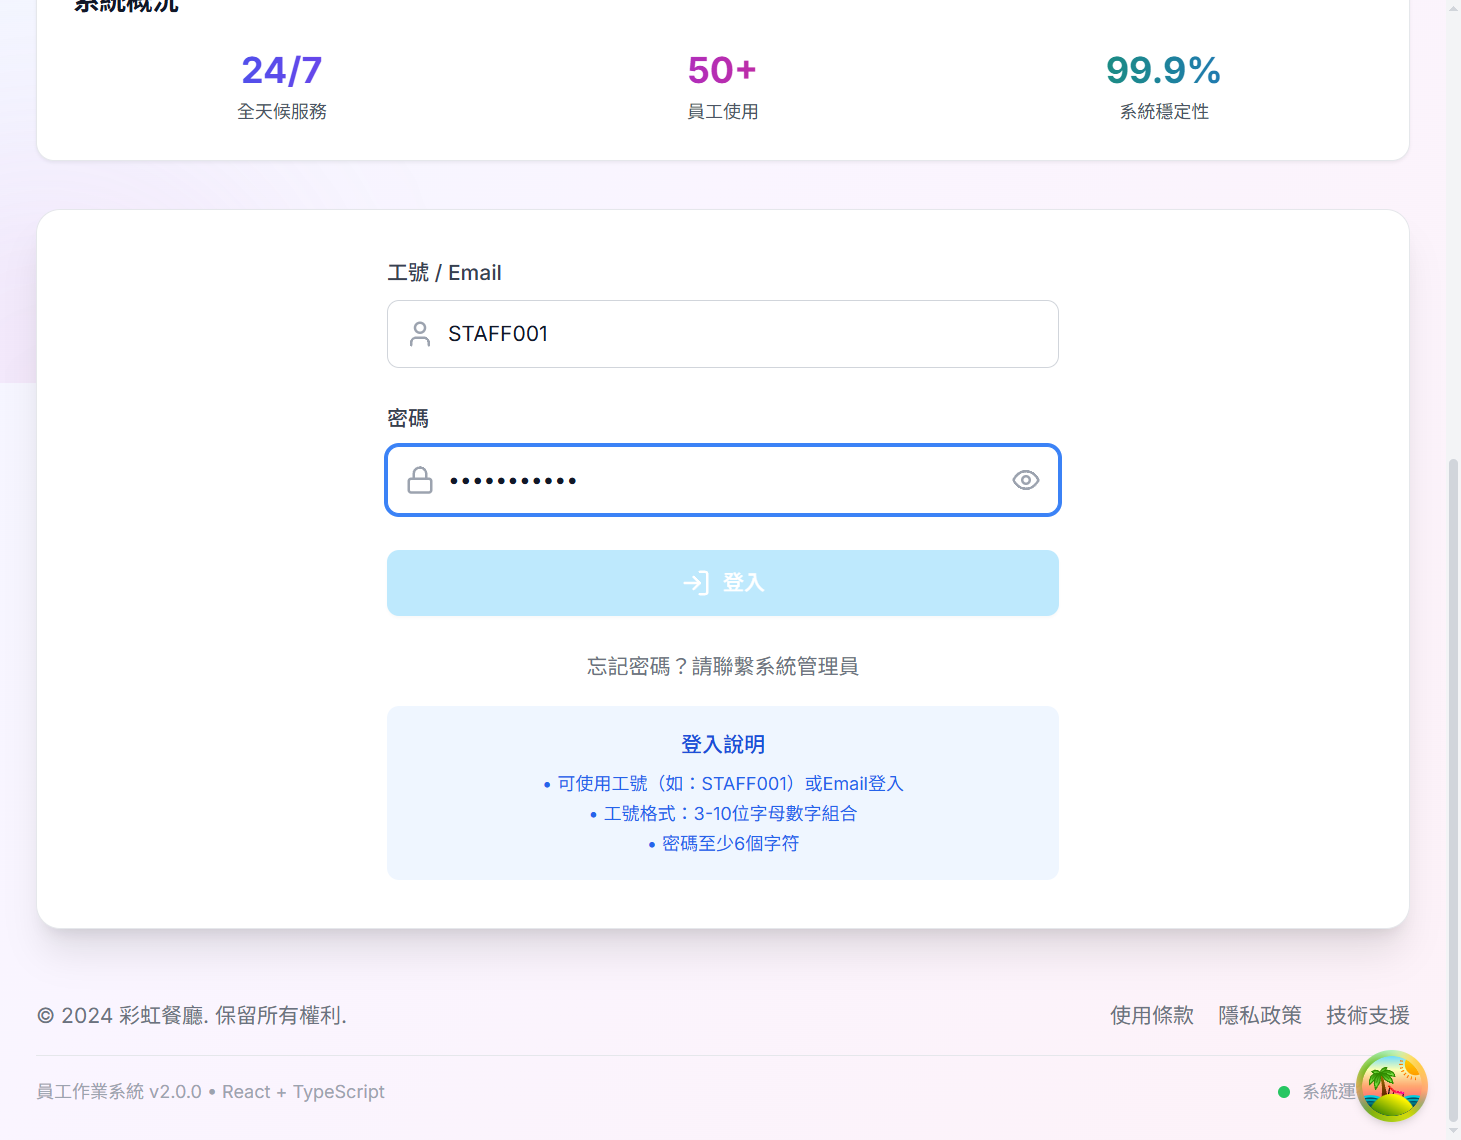 系統概況
24/7
全天候服務
50+
員工使用
99.9%
系統穩定性
工號 / Email
STAFF001
密碼
•••••••••••
登入
忘記密碼？請聯繫系統管理員
登入說明
• 可使用工號（如：STAFF001）或Email登入
• 工號格式：3-10位字母數字組合
• 密碼至少6個字符
© 2024 彩虹餐廳. 保留所有權利.
使用條款 隱私政策 技術支援
員工作業系統 v2.0.0 • React + TypeScript
系統運